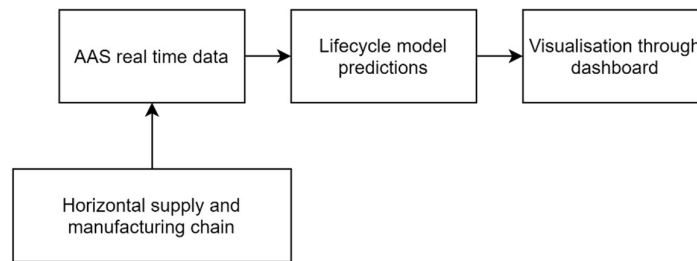 AAS real time data
Lifecycle model
predictions
Visualisation through
dashboard
Horizontal supply and
manufacturing chain